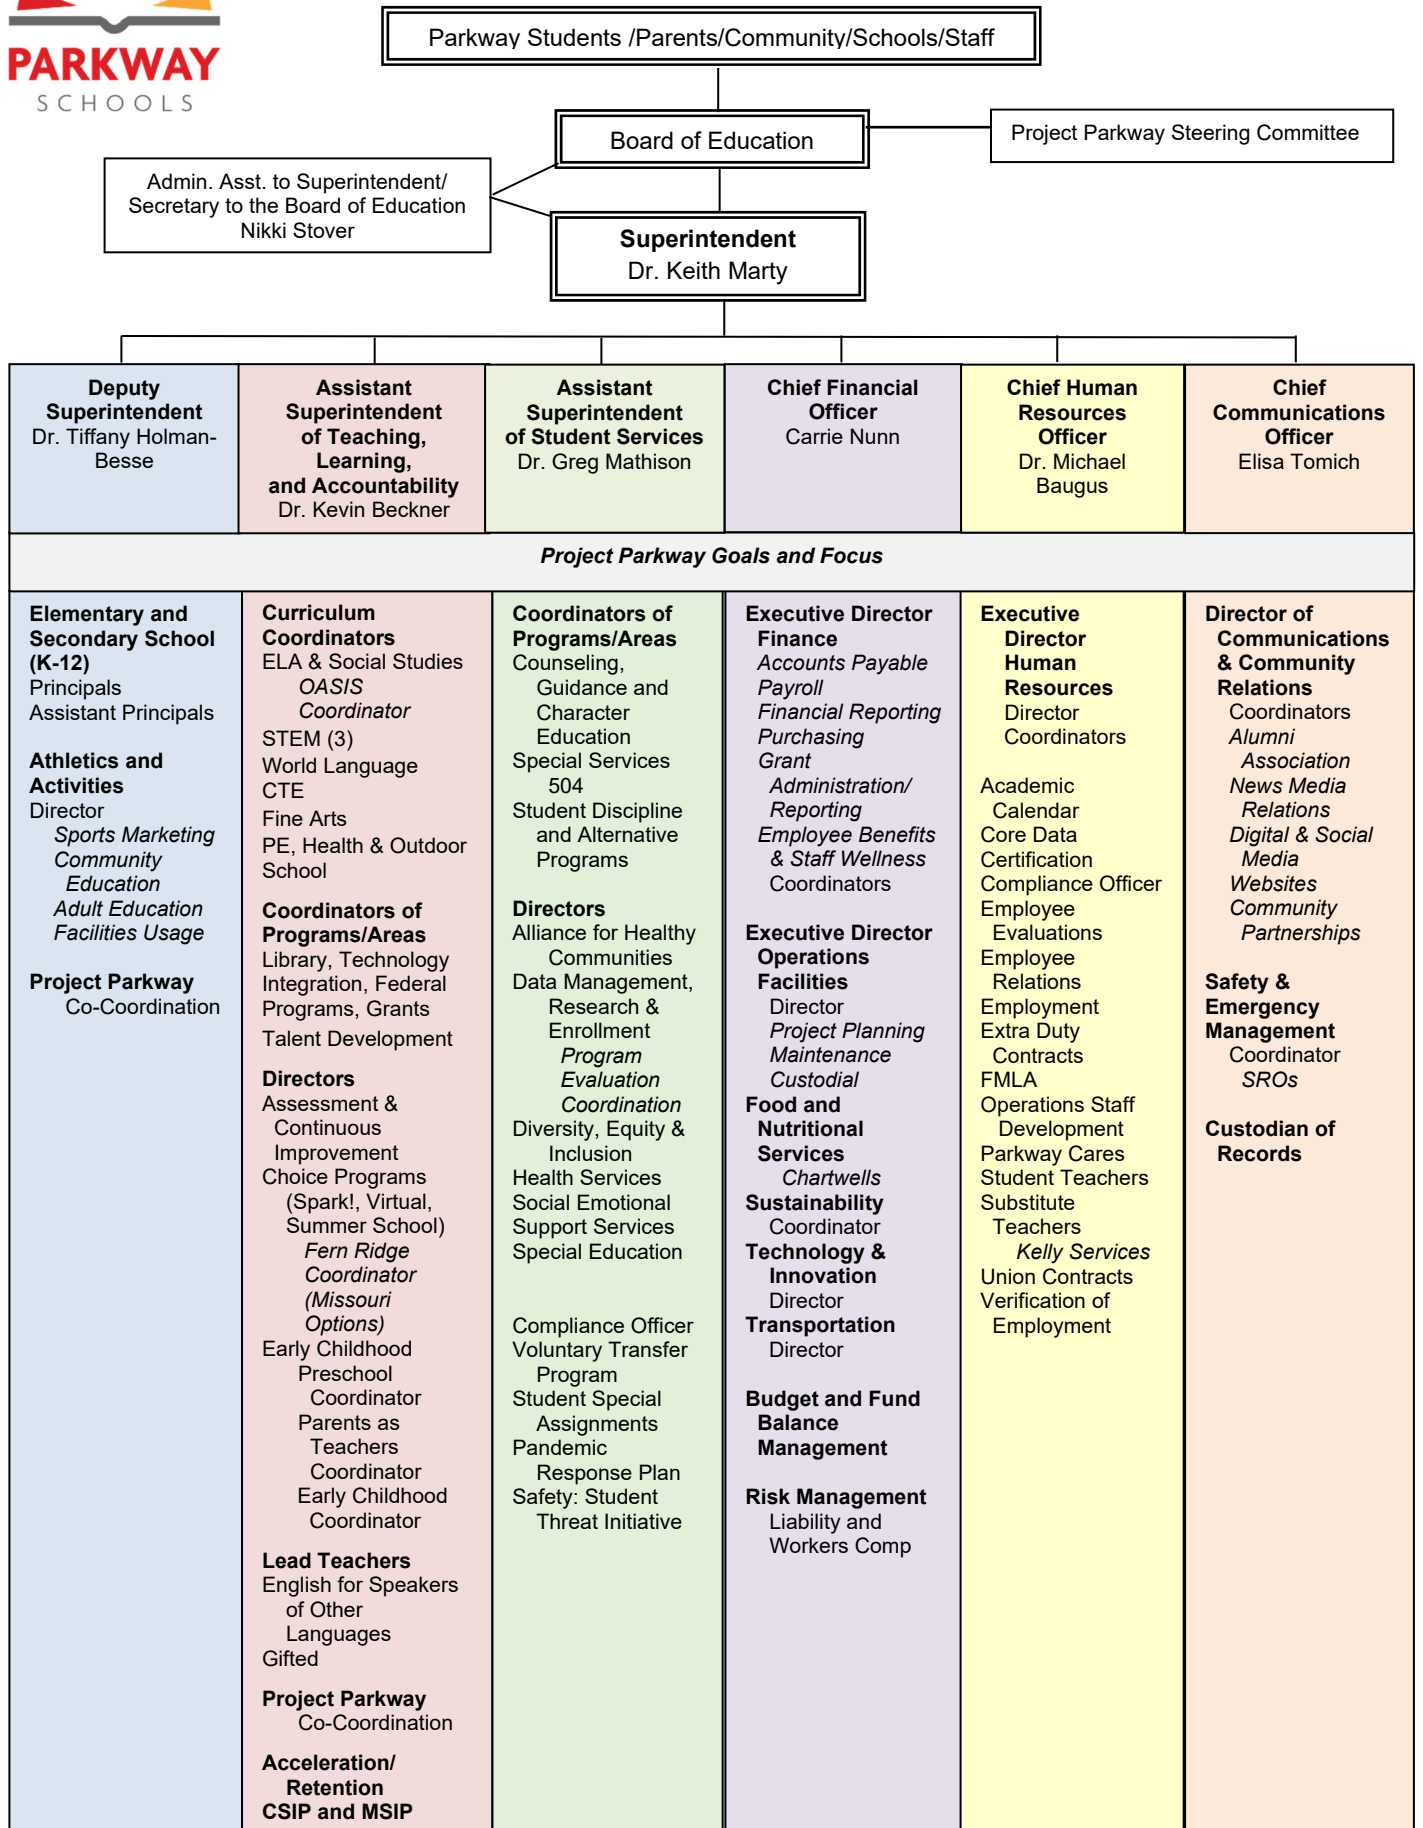 PARKWAY
SCHOOLS
Parkway Students /Parents/Community/Schools/Staff
Board of Education
Project Parkway Steering Committee
Admin. Asst. to Superintendent/
Secretary to the Board of Education
Nikki Stover
Superintendent
Dr. Keith Marty
Deputy
Superintendent
Dr. Tiffany Holman-
Besse
Assistant
Superintendent
of Teaching,
Learning,
and Accountability
Dr. Kevin Beckner
Assistant
Superintendent
of Student Services
Dr. Greg Mathison
Chief Financial
Officer
Carrie Nunn
Chief Human
Resources
Officer
Dr. Michael
Baugus
Chief
Communications
Officer
Elisa Tomich
Project Parkway Goals and Focus
Elementary and
Secondary School
(K-12)
Principals
Assistant Principals
Athletics and
Activities
Director
Sports Marketing
Community
Education
Adult Education
Facilities Usage
Project Parkway
Co-Coordination
Curriculum
Coordinators
ELA & Social Studies
OASIS
Coordinator
STEM (3)
World Language
CTE
Fine Arts
PE, Health & Outdoor
School
Coordinators of
Programs/Areas
Library, Technology
Integration, Federal
Programs, Grants
Talent Development
Directors
Assessment &
Continuous
Improvement
Choice Programs
(Spark!, Virtual,
Summer School)
Fern Ridge
Coordinator
(Missouri
Options)
Early Childhood
Preschool
Coordinator
Parents as
Teachers
Coordinator
Early Childhood
Coordinator
Lead Teachers
English for Speakers
of Other
Languages
Gifted
Project Parkway
Co-Coordination
Acceleration/
Retention
CSIP and MSIP
Coordinators of
Programs/Areas
Counseling,
Guidance and
Character
Education
Special Services
504
Student Discipline
and Alternative
Programs
Directors
Alliance for Healthy
Communities
Data Management,
Research &
Enrollment
Program
Evaluation
Coordination
Diversity, Equity &
Inclusion
Health Services
Social Emotional
Support Services
Special Education
Compliance Officer
Voluntary Transfer
Program
Student Special
Assignments
Pandemic
Response Plan
Safety: Student
Threat Initiative
Executive Director
Finance
Accounts Payable
Payroll
Financial Reporting
Purchasing
Grant
Administration/
Reporting
Employee Benefits
& Staff Wellness
Coordinators
Executive Director
Operations
Facilities
Director
Project Planning
Maintenance
Custodial
Food and
Nutritional
Services
Chartwells
Sustainability
Coordinator
Technology &
Innovation
Director
Transportation
Director
Budget and Fund
Balance
Management
Risk Management
Liability and
Workers Comp
Executive
Director
Human
Resources
Director
Coordinators
Academic
Calendar
Core Data
Certification
Compliance Officer
Employee
Evaluations
Employee
Relations
Employment
Extra Duty
Contracts
FMLA
Operations Staff
Development
Parkway Cares
Student Teachers
Substitute
Teachers
Kelly Services
Union Contracts
Verification of
Employment
Director of
Communications
& Community
Relations
Coordinators
Alumni
Association
News Media
Relations
Digital & Social
Media
Websites
Community
Partnerships
Safety &
Emergency
Management
Coordinator
SROs
Custodian of
Records